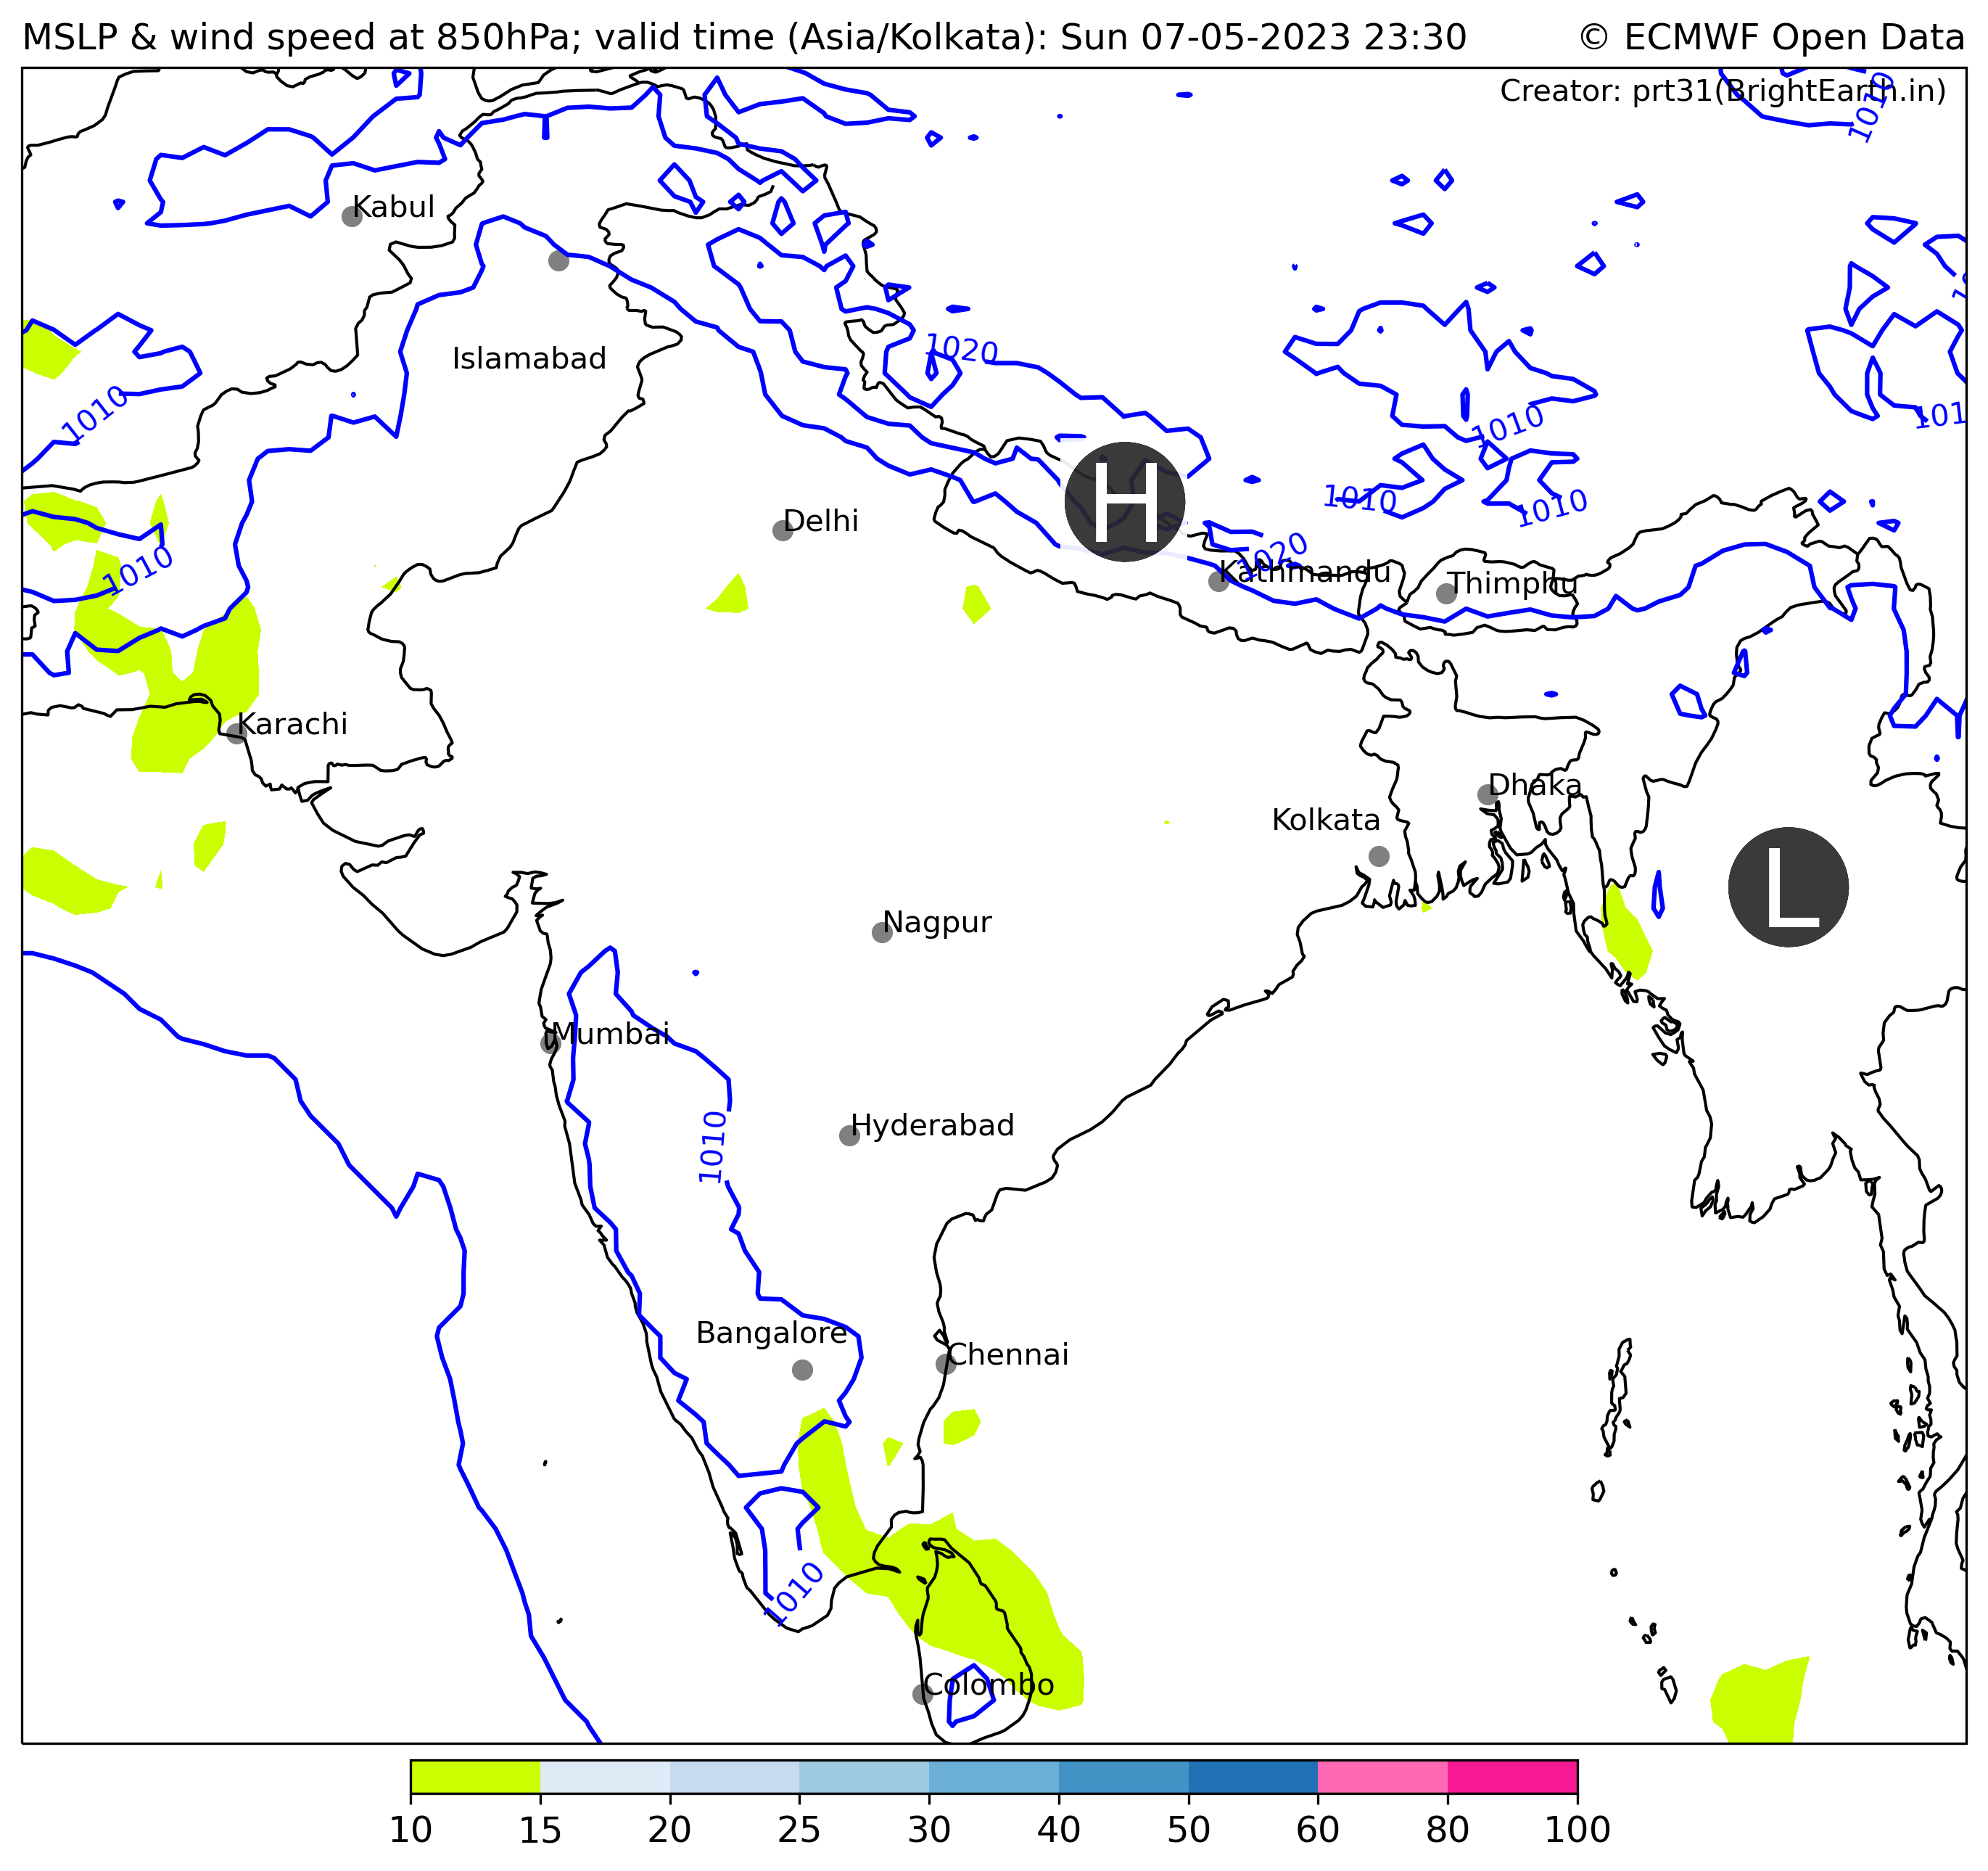 MSLP & wind speed at 850hPa; valid time (Asia/Kolkata): Sun 07-05-2023 23:30
© ECMWF Open Data
Creator: prt31(BrightEarth.in)
1010
Kabul
1020
Islamabad
1010
1010
101
1010
1010
H
Delhi
1010
1020
Kathmandu
Thimphu
Karachi
Dhaka
Kolkata
L
Nagpur
Mumbai
Hyderabad
1010
Bangalore
Chennai
1010
Colombo
10 15 20 25 30 40 50 60 80 100